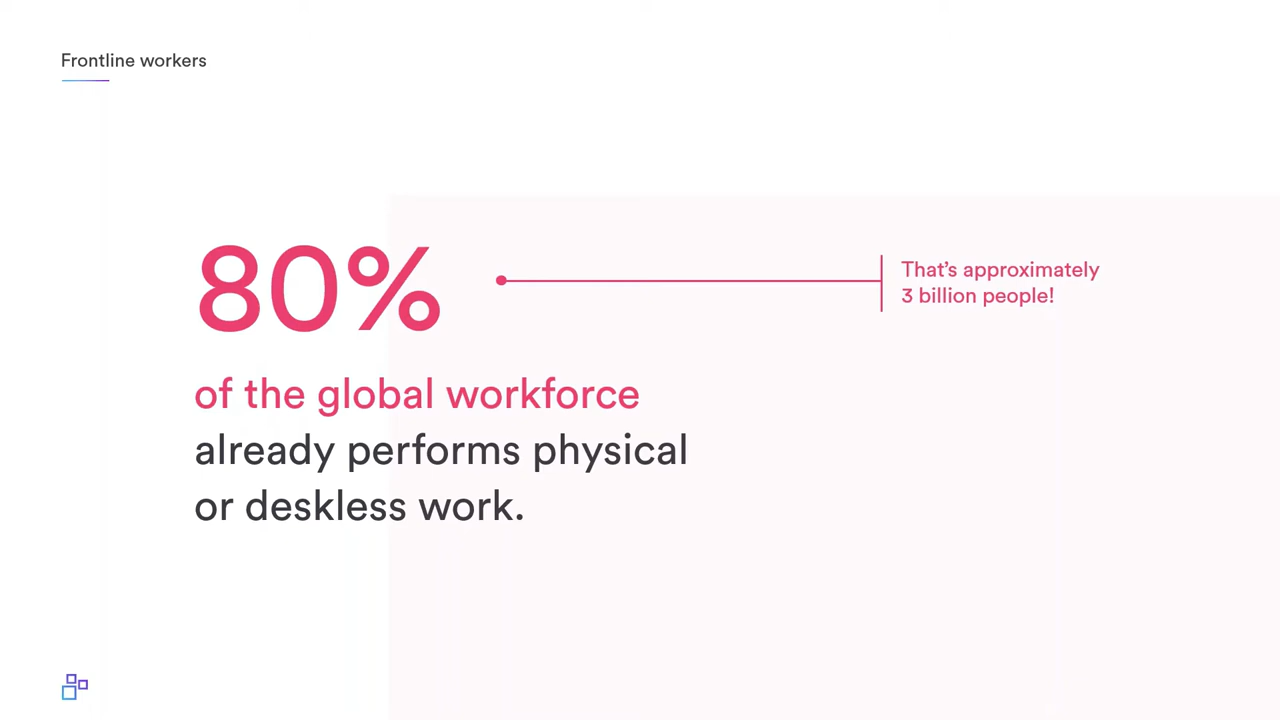 Frontline workers
80%
That's approximately
3 billion people!
of the global workforce
already performs physical
or deskless work.